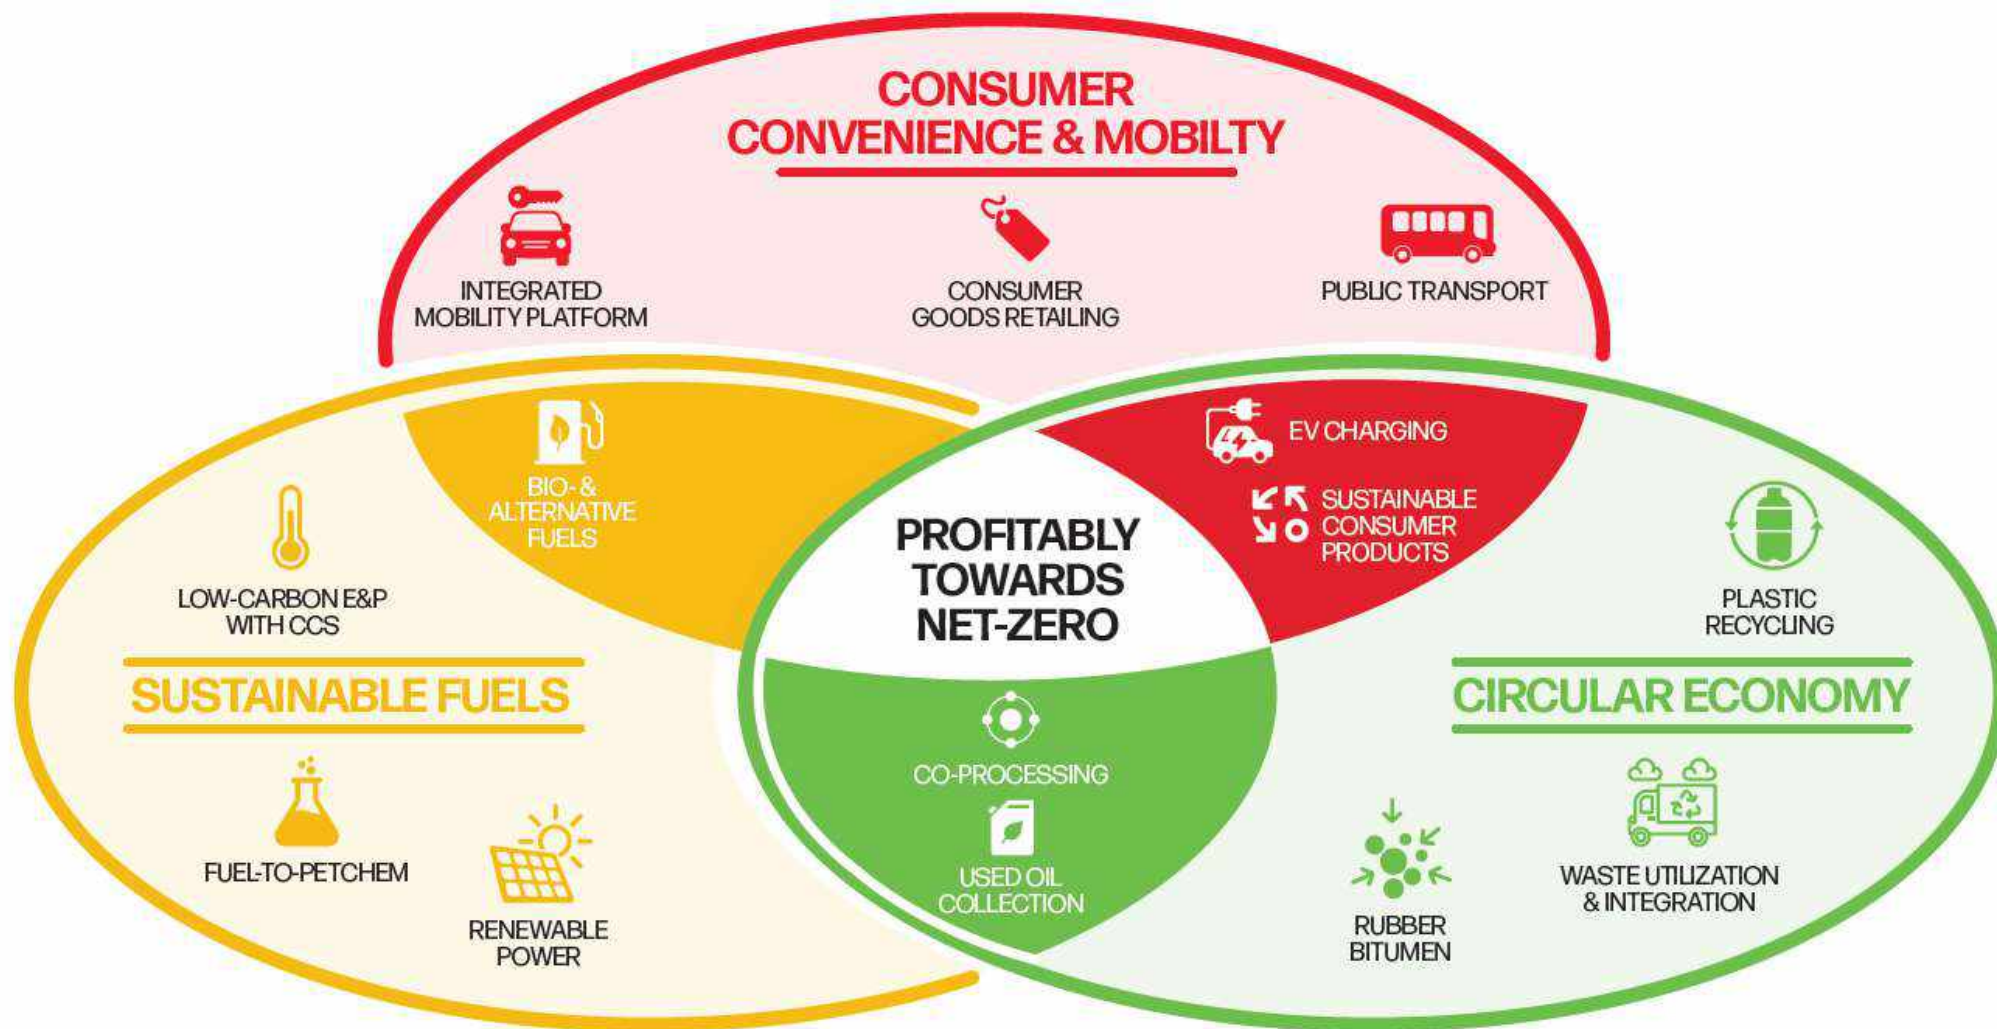 CONSUMER
CONVENIENCE & MOBILTY
INTEGRATED
MOBILITY PLATFORM
CONSUMER
GOODS RETAILING
PUBLIC TRANSPORT
BIO- &
ALTERNATIVE
FUELS
EV CHARGING
SUSTAINABLE
CONSUMER
PRODUCTS
PROFITABLY
TOWARDS
NET-ZERO
LOW-CARBON E&P
WITH CCS
SUSTAINABLE FUELS
FUEL-TO-PETCHEM
RENEWABLE
POWER
CO-PROCESSING
USED OIL
COLLECTION
PLASTIC
RECYCLING
CIRCULAR ECONOMY
RUBBER
BITUMEN
WASTE UTILIZATION
& INTEGRATION